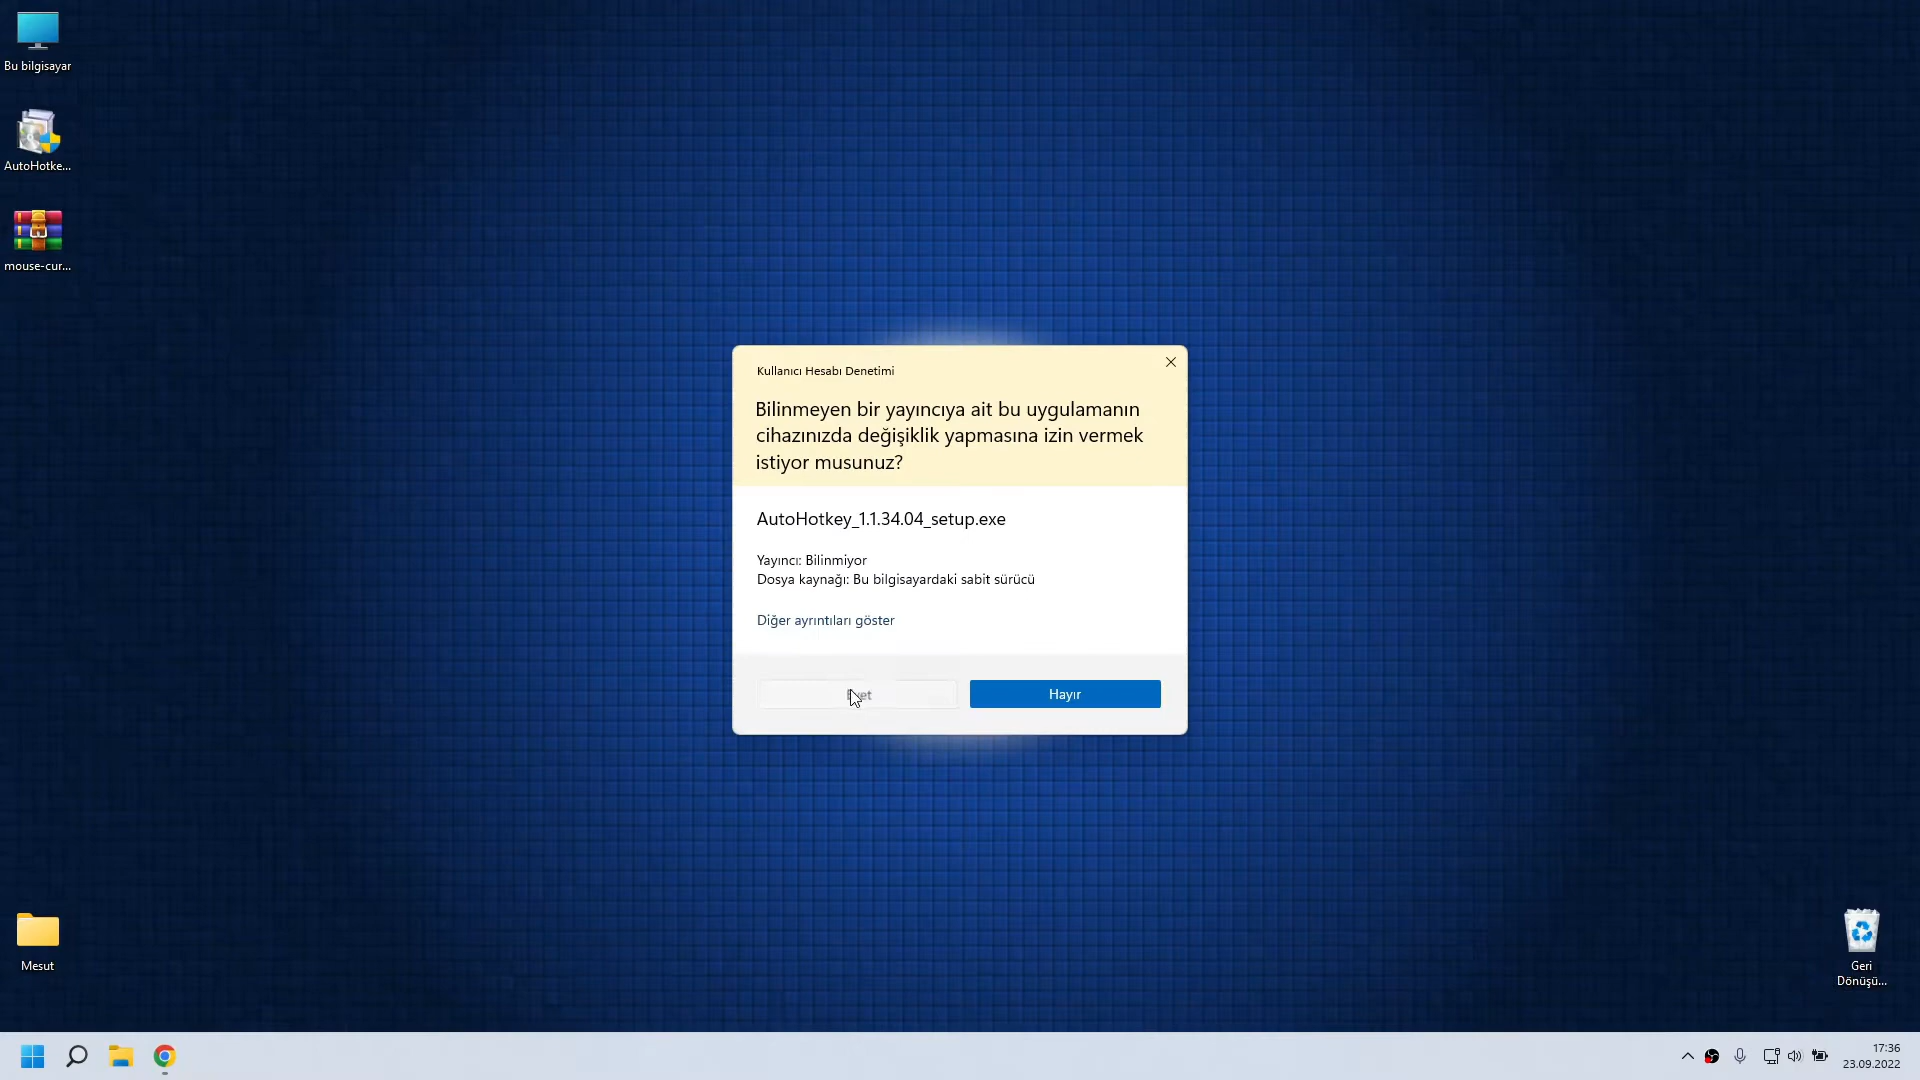 Bu bilgisayar
AutoHotke...
mouse-cur...
Kullanıcı Hesabı Denetimi
Bilinmeyen bir yayıncıya ait bu uygulamanın
cihazınızda değişiklik yapmasına izin vermek
istiyor musunuz?
AutoHotkey_1.1.34.04_setup.exe
Yayıncı: Bilinmiyor
Dosya kaynağı: Bu bilgisayardaki sabit sürücü
Diğer ayrıntıları göster
Hayır
Mesut
Geri
Dönüşü...
17:36
23.09.2022